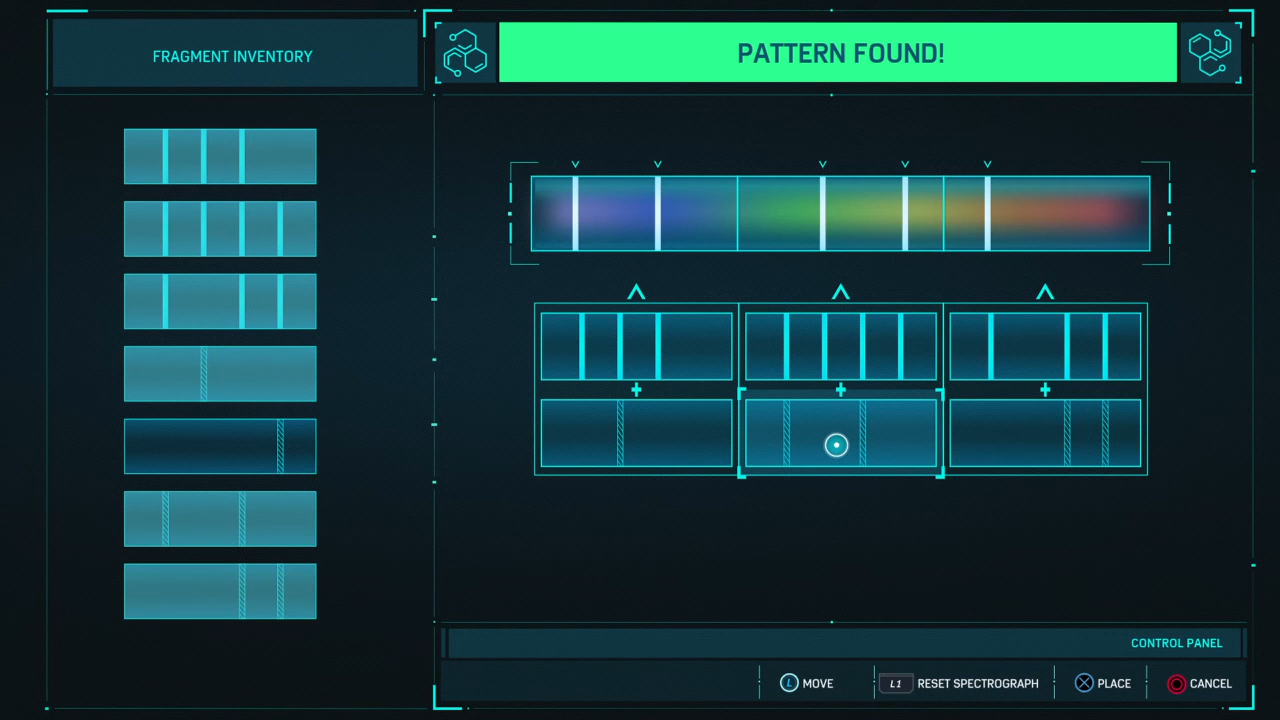 FRAGMENT INVENTORY
PATTERN FOUND!
CONTROL PANEL
L MOVE
L1 RESET SPECTROGRAPH
PLACE
CANCEL